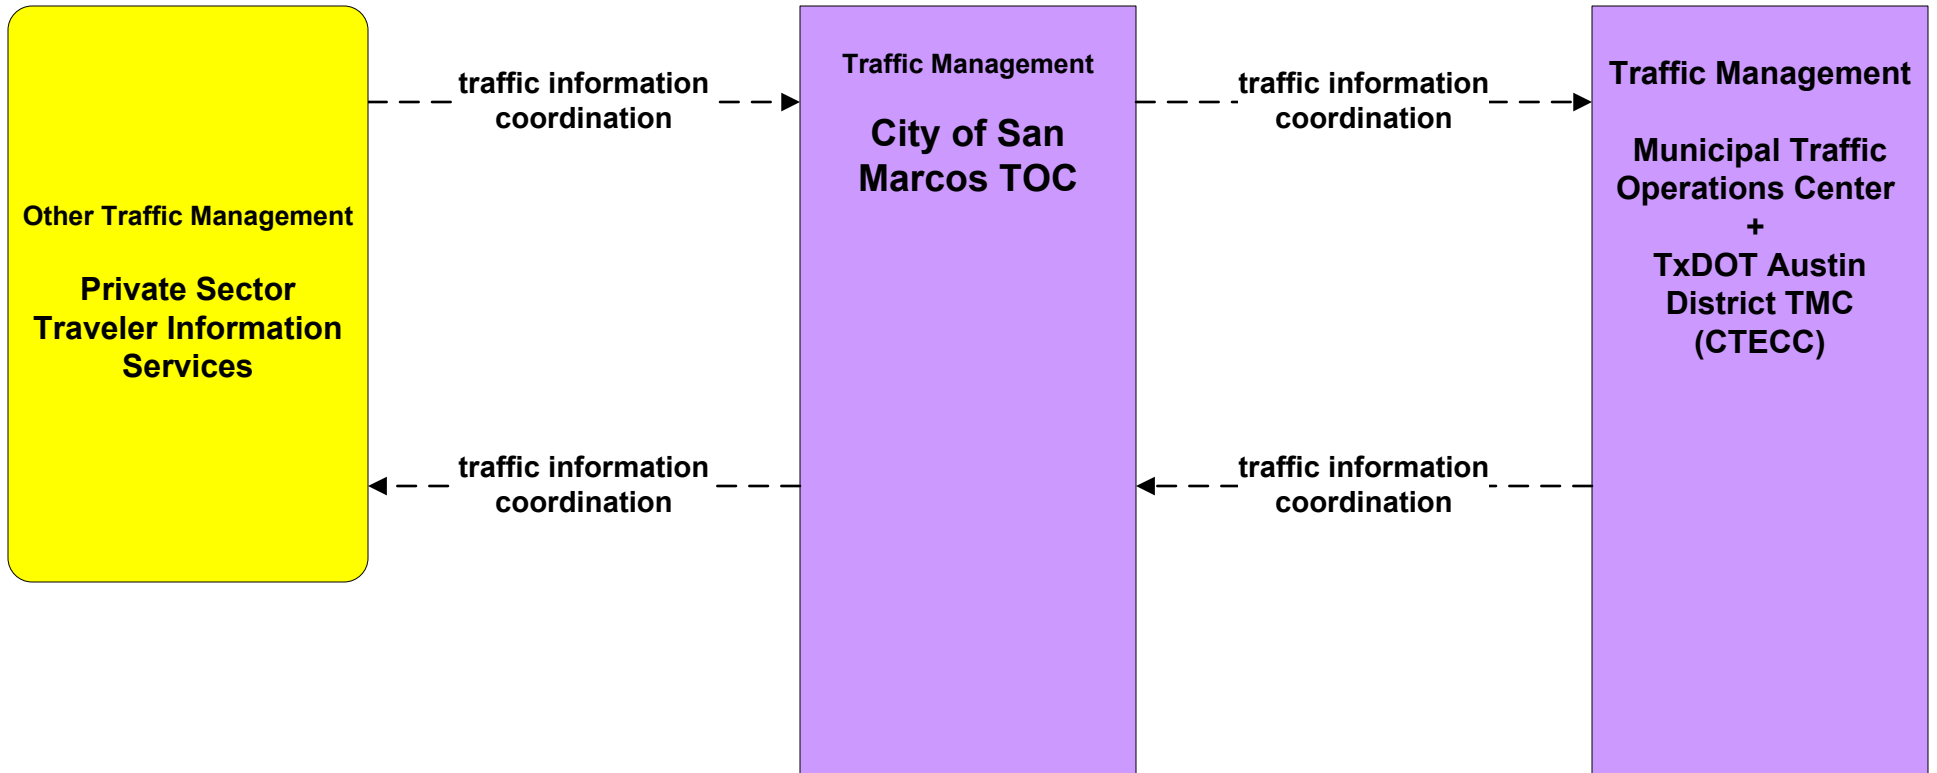 Other Traffic Management
Private Sector
Traveler Information
Services
traffic information
coordination
traffic information
coordination
Traffic Management
City of San
Marcos TOC
traffic information
coordination
traffic information
coordination
Traffic Management
Municipal Traffic
Operations Center
+
TxDOT Austin
District TMC
(CTECC)